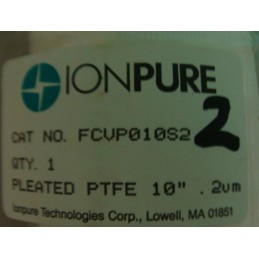 IONPURE
CAT NO. FCVP010S2 2
QTY. 1
PLEATED PTFE 10" .2um
Ionpure Technologies Corp., Lowell, MA 01851